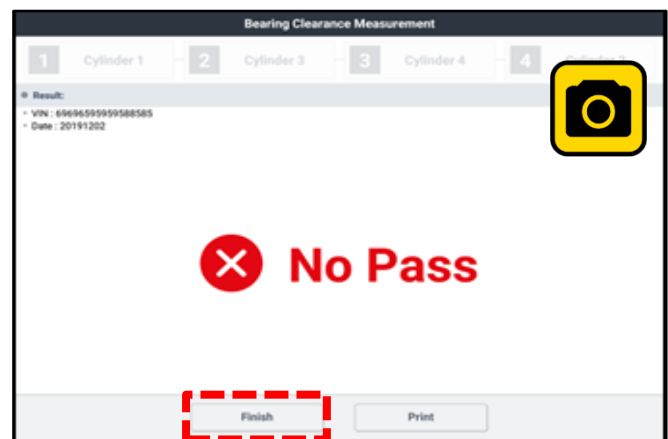 Bearing Clearance Measurement
1 Cylinder 1 2 Cylinder 3 3 Cylinder 4 4
Result:
- VIN : 69696595959588585
- Date : 20191202
No Pass
Finish Print